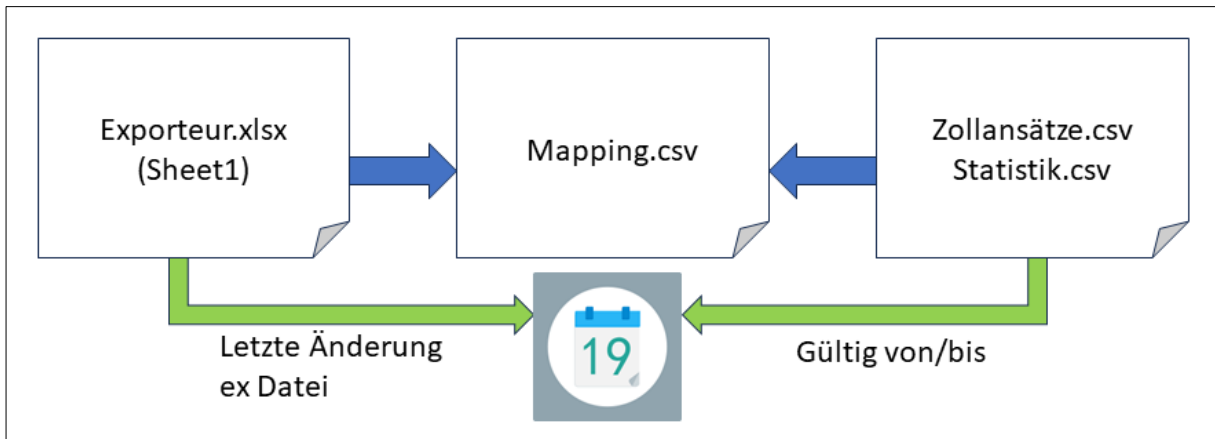 Exporteur.xlsx
(Sheet1)
Mapping.csv
Zollansätze.csv
Statistik.csv
19
Letzte Änderung
ex Datei
Gültig von/bis